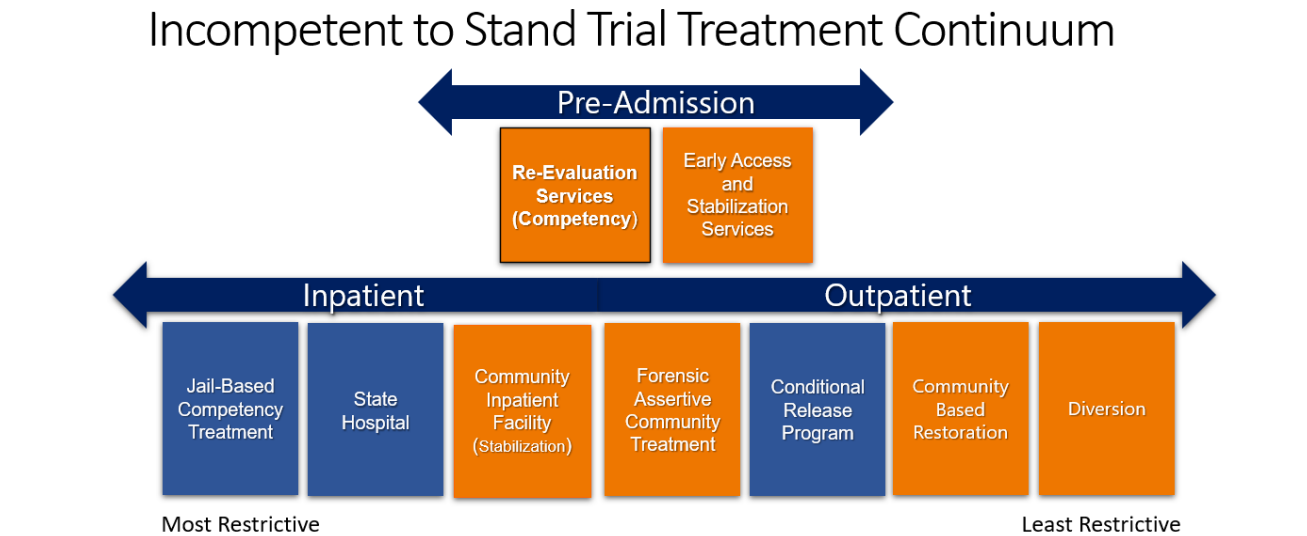 Incompetent to Stand Trial Treatment Continuum
Pre-Admission
Re-Evaluation
Services
(Competency)
Early Access
and
Stabilization
Services
Inpatient
Outpatient
Jail-Based
Competency
Treatment
State
Hospital
Community
Inpatient
Facility
(Stabilization)
Forensic
Assertive
Community
Treatment
Conditional
Release
Program
Community
Based
Restoration
Diversion
Most Restrictive
Least Restrictive